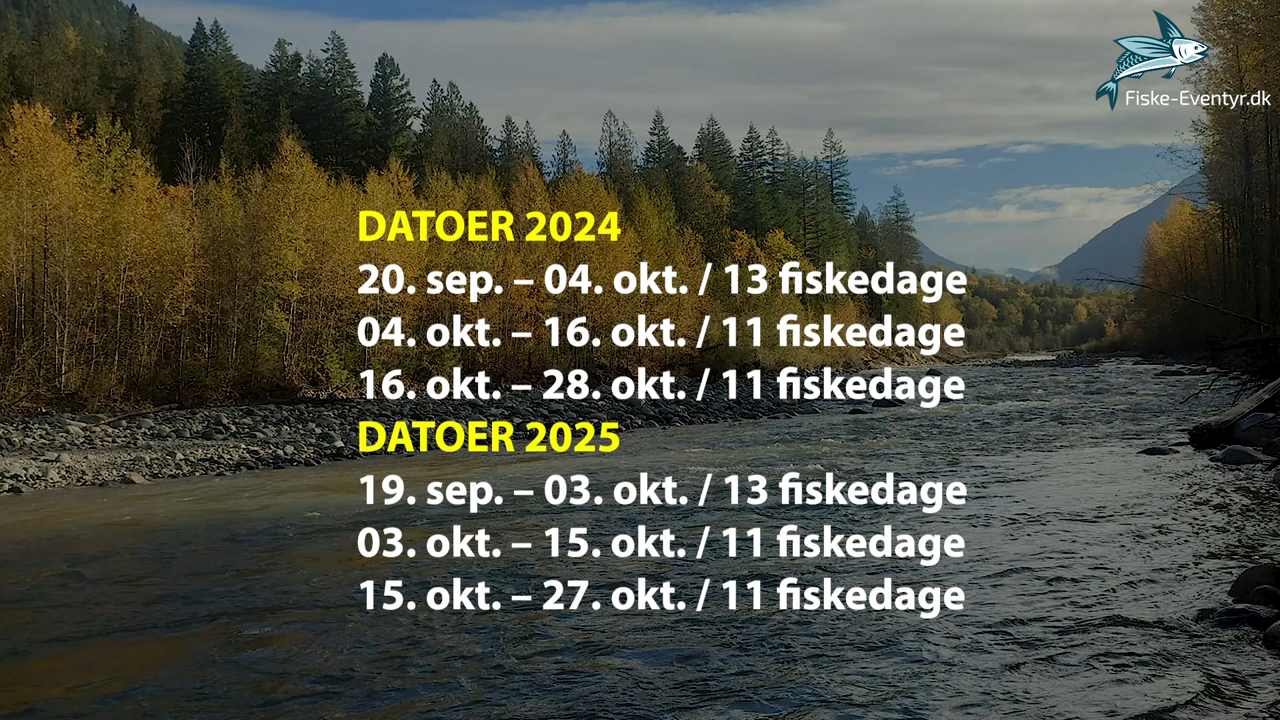 Fiske-Eventyr.dk
DATOER 2024
20. sep. – 04. okt. / 13 fiskedage
04. okt. – 16. okt. / 11 fiskedage
16. okt. – 28. okt. / 11 fiskedage
DATOER 2025
19. sep. – 03. okt. / 13 fiskedage
03. okt. – 15. okt. / 11 fiskedage
15. okt. – 27. okt. / 11 fiskedage